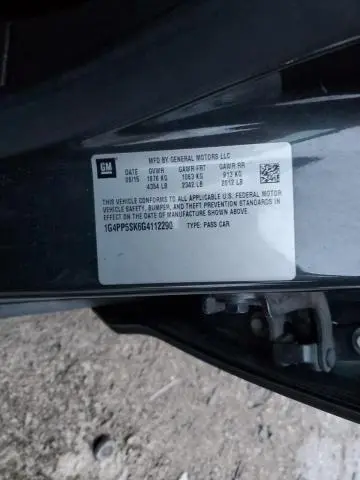 GM
MFD BY GENERAL MOTORS LLC
DATE GVWR GAWR-FRT GAWR-RR
09/15 1976 KG 1063 KG 913 KG
4354 LB 2342 LB 2012 LB
THIS VEHICLE CONFORMS TO ALL APPLICABLE U.S. FEDERAL MOTOR
VEHICLE SAFETY, BUMPER, AND THEFT PREVENTION STANDARDS IN
EFFECT ON THE DATE OF MANUFACTURE SHOWN ABOVE.
1G4PP5SK6G4112290 TYPE: PASS CAR